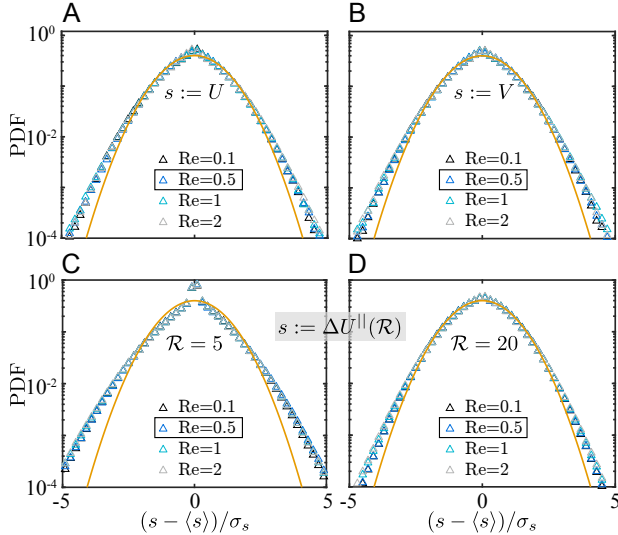 A
B
10^0
10^-2
10^-4
PDF
s := U
s := V
Re=0.1
Re=0.5
Re=1
Re=2
Re=0.1
Re=0.5
Re=1
Re=2
C
D
10^0
10^-2
10^-4
PDF
s := ΔU^||(ℛ)
ℛ = 5
ℛ = 20
Re=0.1
Re=0.5
Re=1
Re=2
Re=0.1
Re=0.5
Re=1
Re=2
-5 0 5
-5 0 5
(s − ⟨s⟩)/σ_s
(s − ⟨s⟩)/σ_s